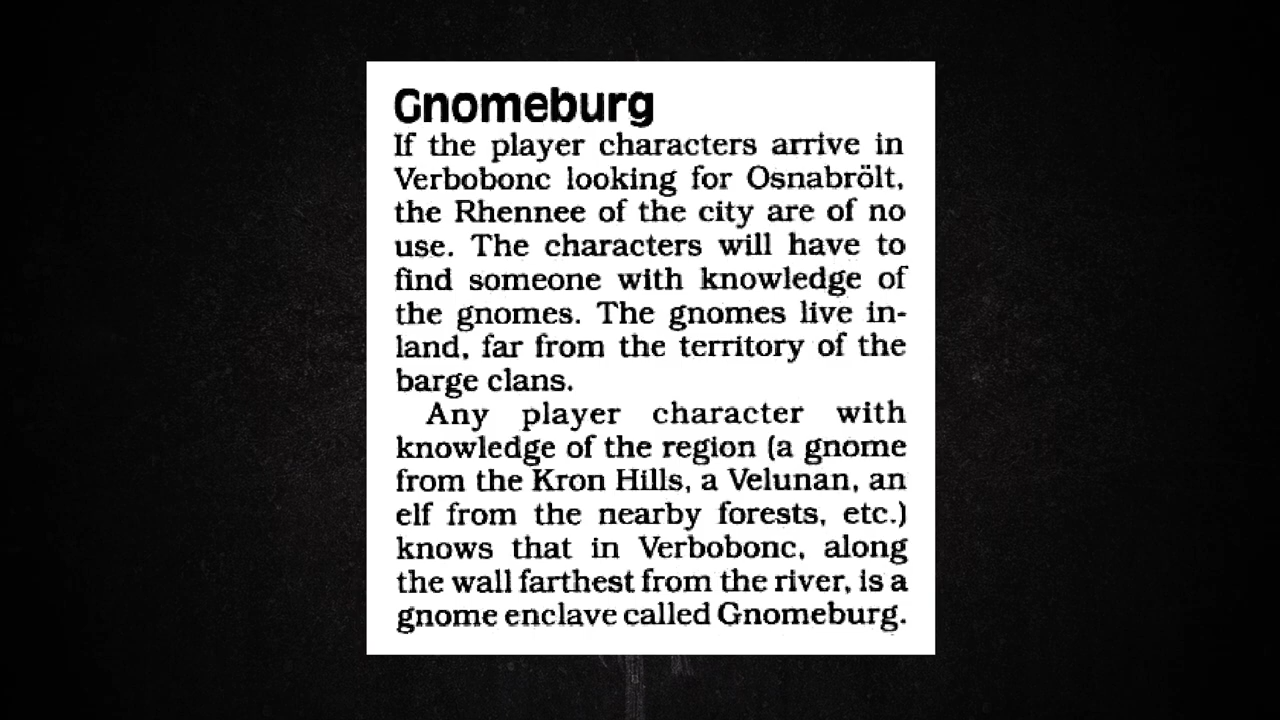 Gnomeburg
If the player characters arrive in
Verbobonc looking for Osnabrölt,
the Rhennee of the city are of no
use. The characters will have to
find someone with knowledge of
the gnomes. The gnomes live in-
land, far from the territory of the
barge clans.
Any player character with
knowledge of the region (a gnome
from the Kron Hills, a Velunan, an
elf from the nearby forests, etc.)
knows that in Verbobonc, along
the wall farthest from the river, is a
gnome enclave called Gnomeburg.